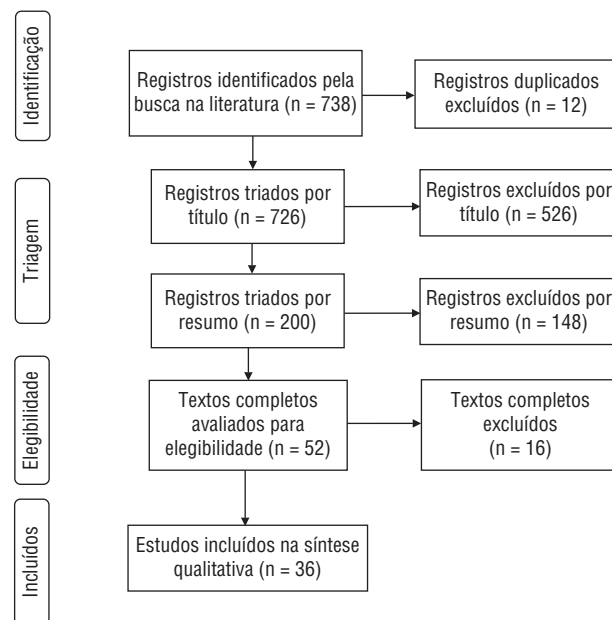 Identificação
Registros identificados pela
busca na literatura (n = 738)
Registros duplicados
excluídos (n = 12)
Triagem
Registros triados por
título (n = 726)
Registros excluídos por
título (n = 526)
Registros triados por
resumo (n = 200)
Registros excluídos por
resumo (n = 148)
Elegibilidade
Textos completos
avaliados para
elegibilidade (n = 52)
Textos completos
excluídos
(n = 16)
Incluídos
Estudos incluídos na síntese
qualitativa (n = 36)